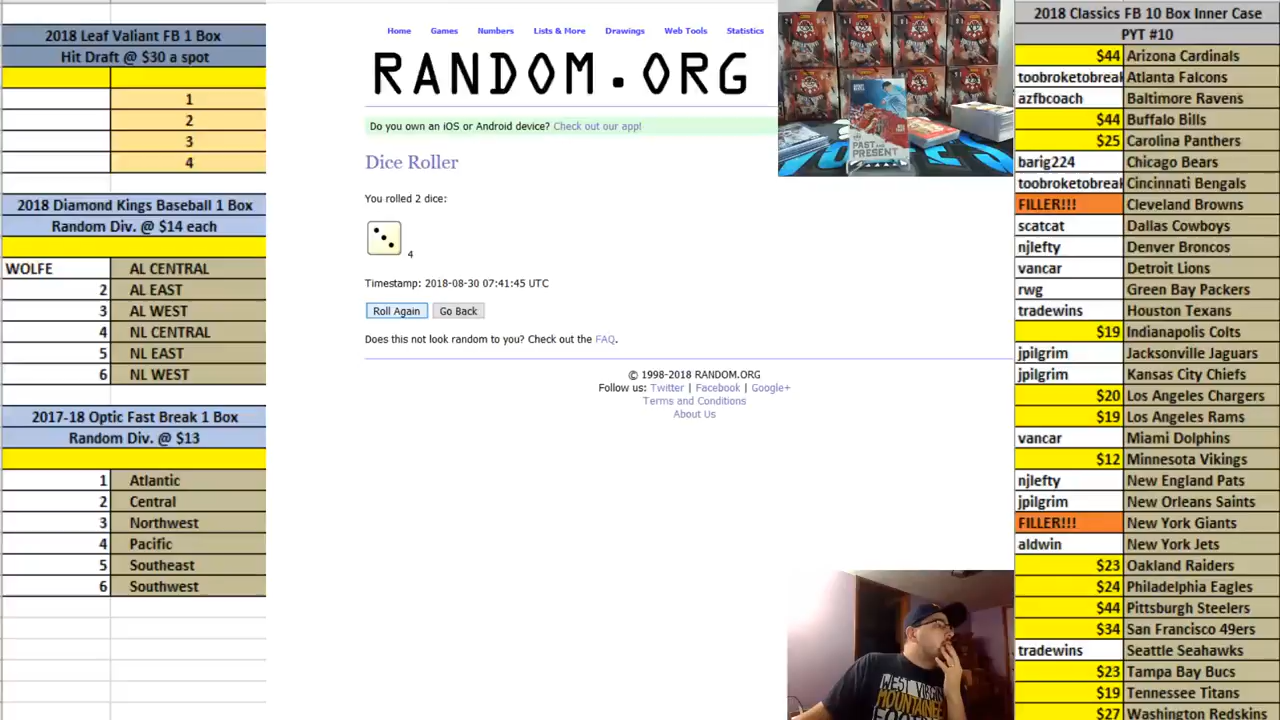 2018 Leaf Valiant FB 1 Box
Hit Draft @ $30 a spot
1
2
3
4
2018 Diamond Kings Baseball 1 Box
Random Div. @ $14 each
WOLFE AL CENTRAL
2 AL EAST
3 AL WEST
4 NL CENTRAL
5 NL EAST
6 NL WEST
2017-18 Optic Fast Break 1 Box
Random Div. @ $13
1 Atlantic
2 Central
3 Northwest
4 Pacific
5 Southeast
6 Southwest
Home Games Numbers Lists & More Drawings Web Tools Statistics
RANDOM.ORG
Do you own an iOS or Android device? Check out our app!
Dice Roller
You rolled 2 dice:
4
Timestamp: 2018-08-30 07:41:45 UTC
Roll Again Go Back
Does this not look random to you? Check out the FAQ.
© 1998-2018 RANDOM.ORG
Follow us: Twitter | Facebook | Google+
Terms and Conditions
About Us
PAST AND
PRESENT
WEST VIRGINIA
MOUNTAINEER
2018 Classics FB 10 Box Inner Case
PYT #10
$44 Arizona Cardinals
toobroketobreak Atlanta Falcons
azfbcoach Baltimore Ravens
$44 Buffalo Bills
$25 Carolina Panthers
barig224 Chicago Bears
toobroketobreak Cincinnati Bengals
FILLER!!! Cleveland Browns
scatcat Dallas Cowboys
njlefty Denver Broncos
vancar Detroit Lions
rwg Green Bay Packers
tradewins Houston Texans
$19 Indianapolis Colts
jpilgrim Jacksonville Jaguars
jpilgrim Kansas City Chiefs
$20 Los Angeles Chargers
$19 Los Angeles Rams
vancar Miami Dolphins
$12 Minnesota Vikings
njlefty New England Pats
jpilgrim New Orleans Saints
FILLER!!! New York Giants
aldwin New York Jets
$23 Oakland Raiders
$24 Philadelphia Eagles
$44 Pittsburgh Steelers
$34 San Francisco 49ers
tradewins Seattle Seahawks
$23 Tampa Bay Bucs
$19 Tennessee Titans
$27 Washington Redskins